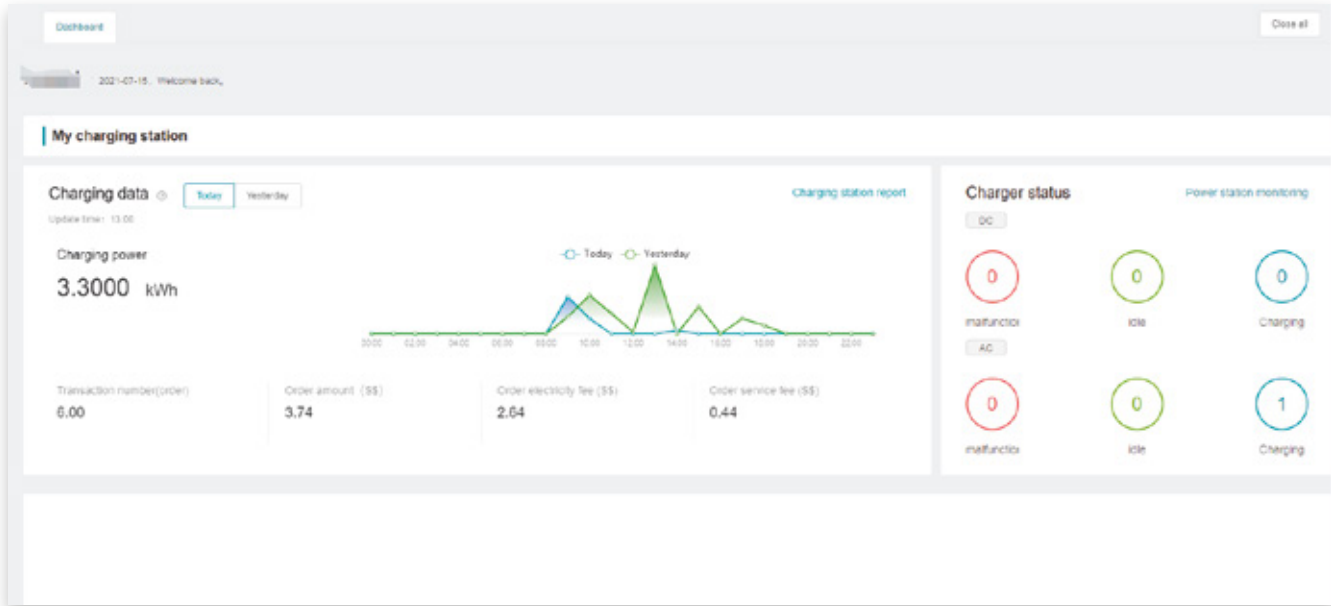 Dashboard
Close all
2021-07-15, Welcome back,
My charging station
Charging data Today Yesterday
Charging station report
Update time: 13:00
Charging power
3.3000 kWh
Today Yesterday
00:00 02:00 04:00 06:00 08:00 10:00 12:00 14:00 16:00 18:00 20:00 22:00
Transaction number(order)
6.00
Order amount (S$)
3.74
Order electricity fee (S$)
2.64
Order service fee (S$)
0.44
Charger status
Power station monitoring
DC
0 0 0
malfunction idle Charging
AC
0 0 1
malfunction idle Charging